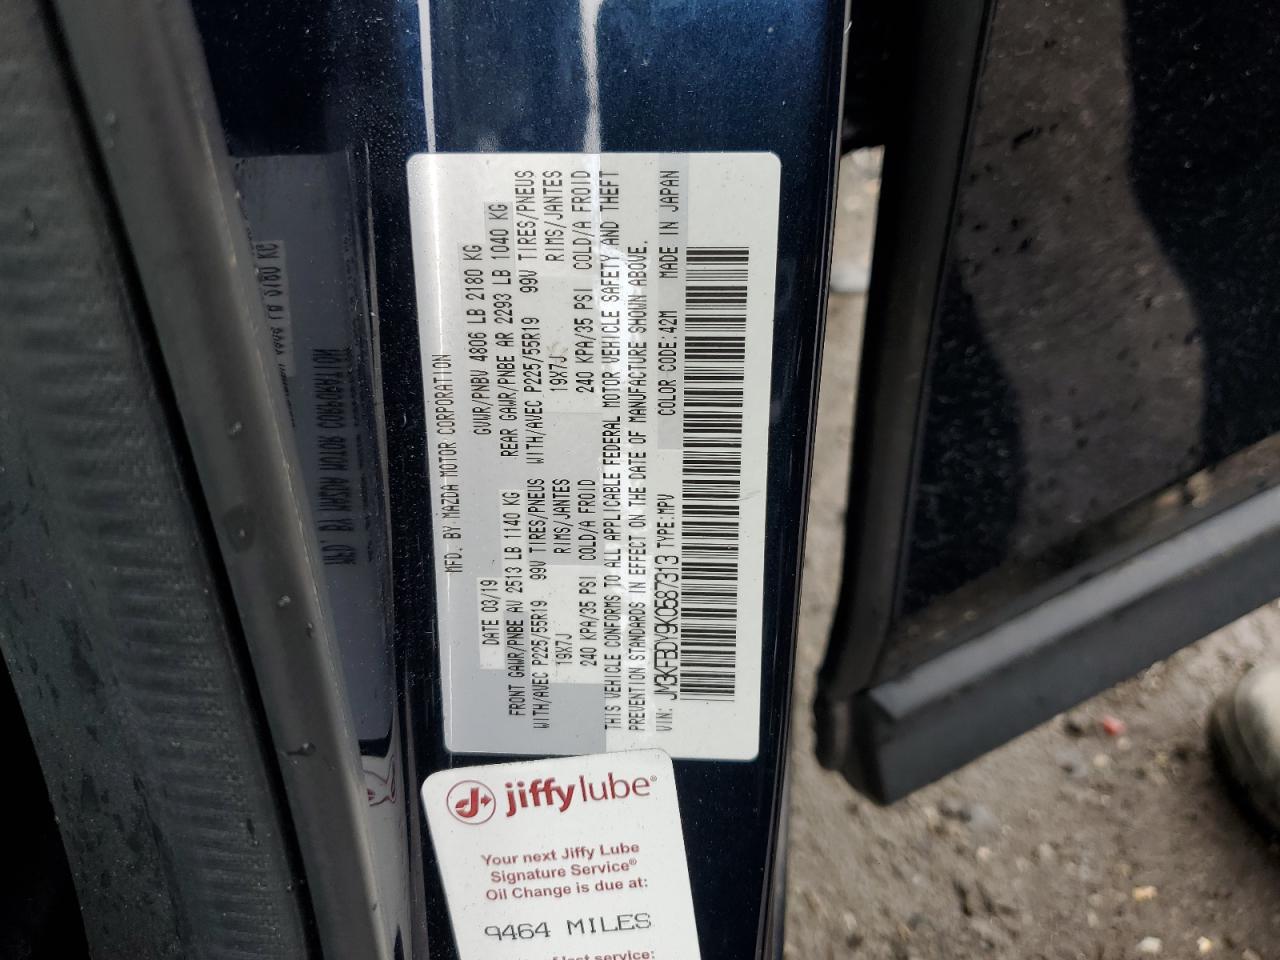 MFD. BY MAZDA MOTOR CORPORATION
DATE 03/19 GVWR/PNBV 4806 LB 2180 KG
FRONT GAWR/PNBE AV 2513 LB 1140 KG REAR GAWR/PNBE AR 2293 LB 1040 KG
WITH/AVEC P225/55R19 99V TIRES/PNEUS WITH/AVEC P225/55R19 99V TIRES/PNEUS
19X7J RIMS/JANTES 19X7J RIMS/JANTES
240 KPA/35 PSI COLD/A FROID 240 KPA/35 PSI COLD/A FROID
THIS VEHICLE CONFORMS TO ALL APPLICABLE FEDERAL MOTOR VEHICLE SAFETY AND THEFT
PREVENTION STANDARDS IN EFFECT ON THE DATE OF MANUFACTURE SHOWN ABOVE.
VIN: JM3KFBDY9K0587313 TYPE:MPV COLOR CODE:42M MADE IN JAPAN
jiffy lube®
Your next Jiffy Lube
Signature Service®
Oil Change is due at:
9464 MILES
of last service: